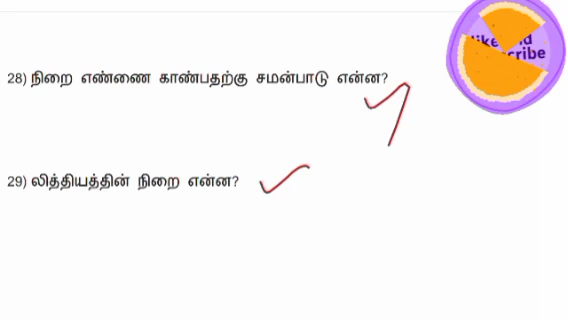 28) நிறை எண்ணை காண்பதற்கு சமன்பாடு என்ன?
29) லித்தியத்தின் நிறை என்ன?